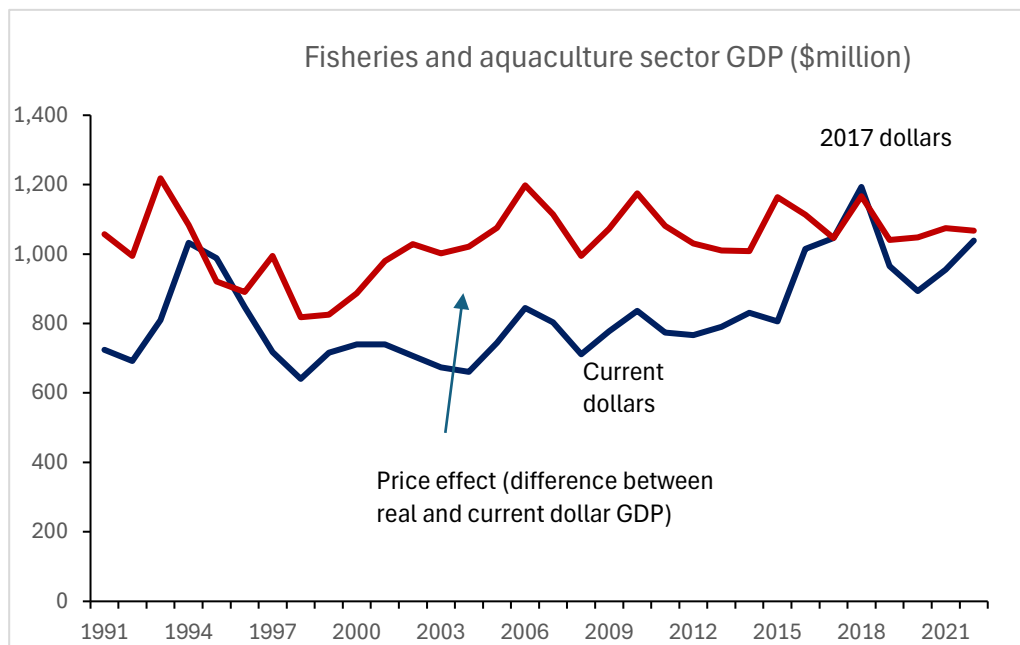 Fisheries and aquaculture sector GDP ($million)
1,400
2017 dollars
1,200
1,000
800
600
Current
dollars
400
Price effect (difference between
real and current dollar GDP)
200
0
1991 1994 1997 2000 2003 2006 2009 2012 2015 2018 2021